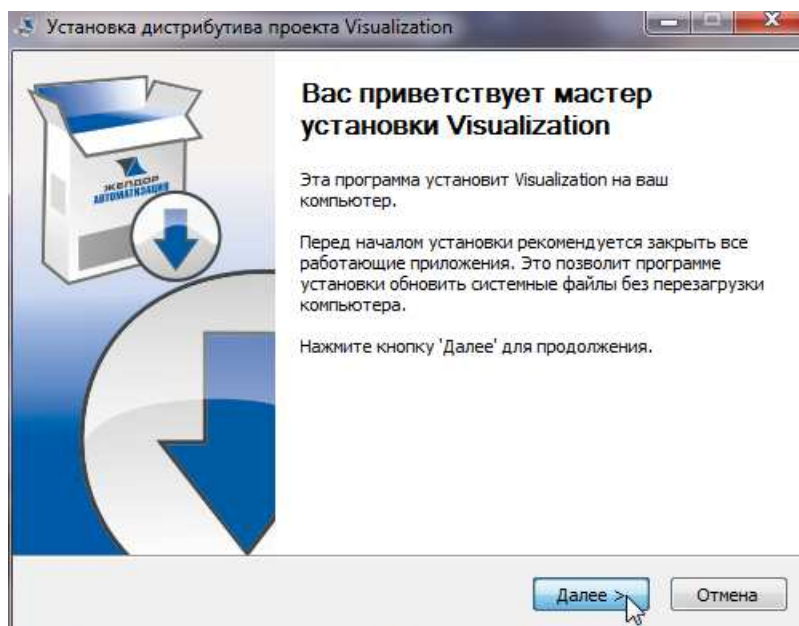 Установка дистрибутива проекта Visualization
Вас приветствует мастер
установки Visualization
Эта программа установит Visualization на ваш
компьютер.
Перед началом установки рекомендуется закрыть все
работающие приложения. Это позволит программе
установки обновить системные файлы без перезагрузки
компьютера.
Нажмите кнопку 'Далее' для продолжения.
ЖЕЛДОР
АВТОМАТИЗАЦИЯ
Далее >
Отмена